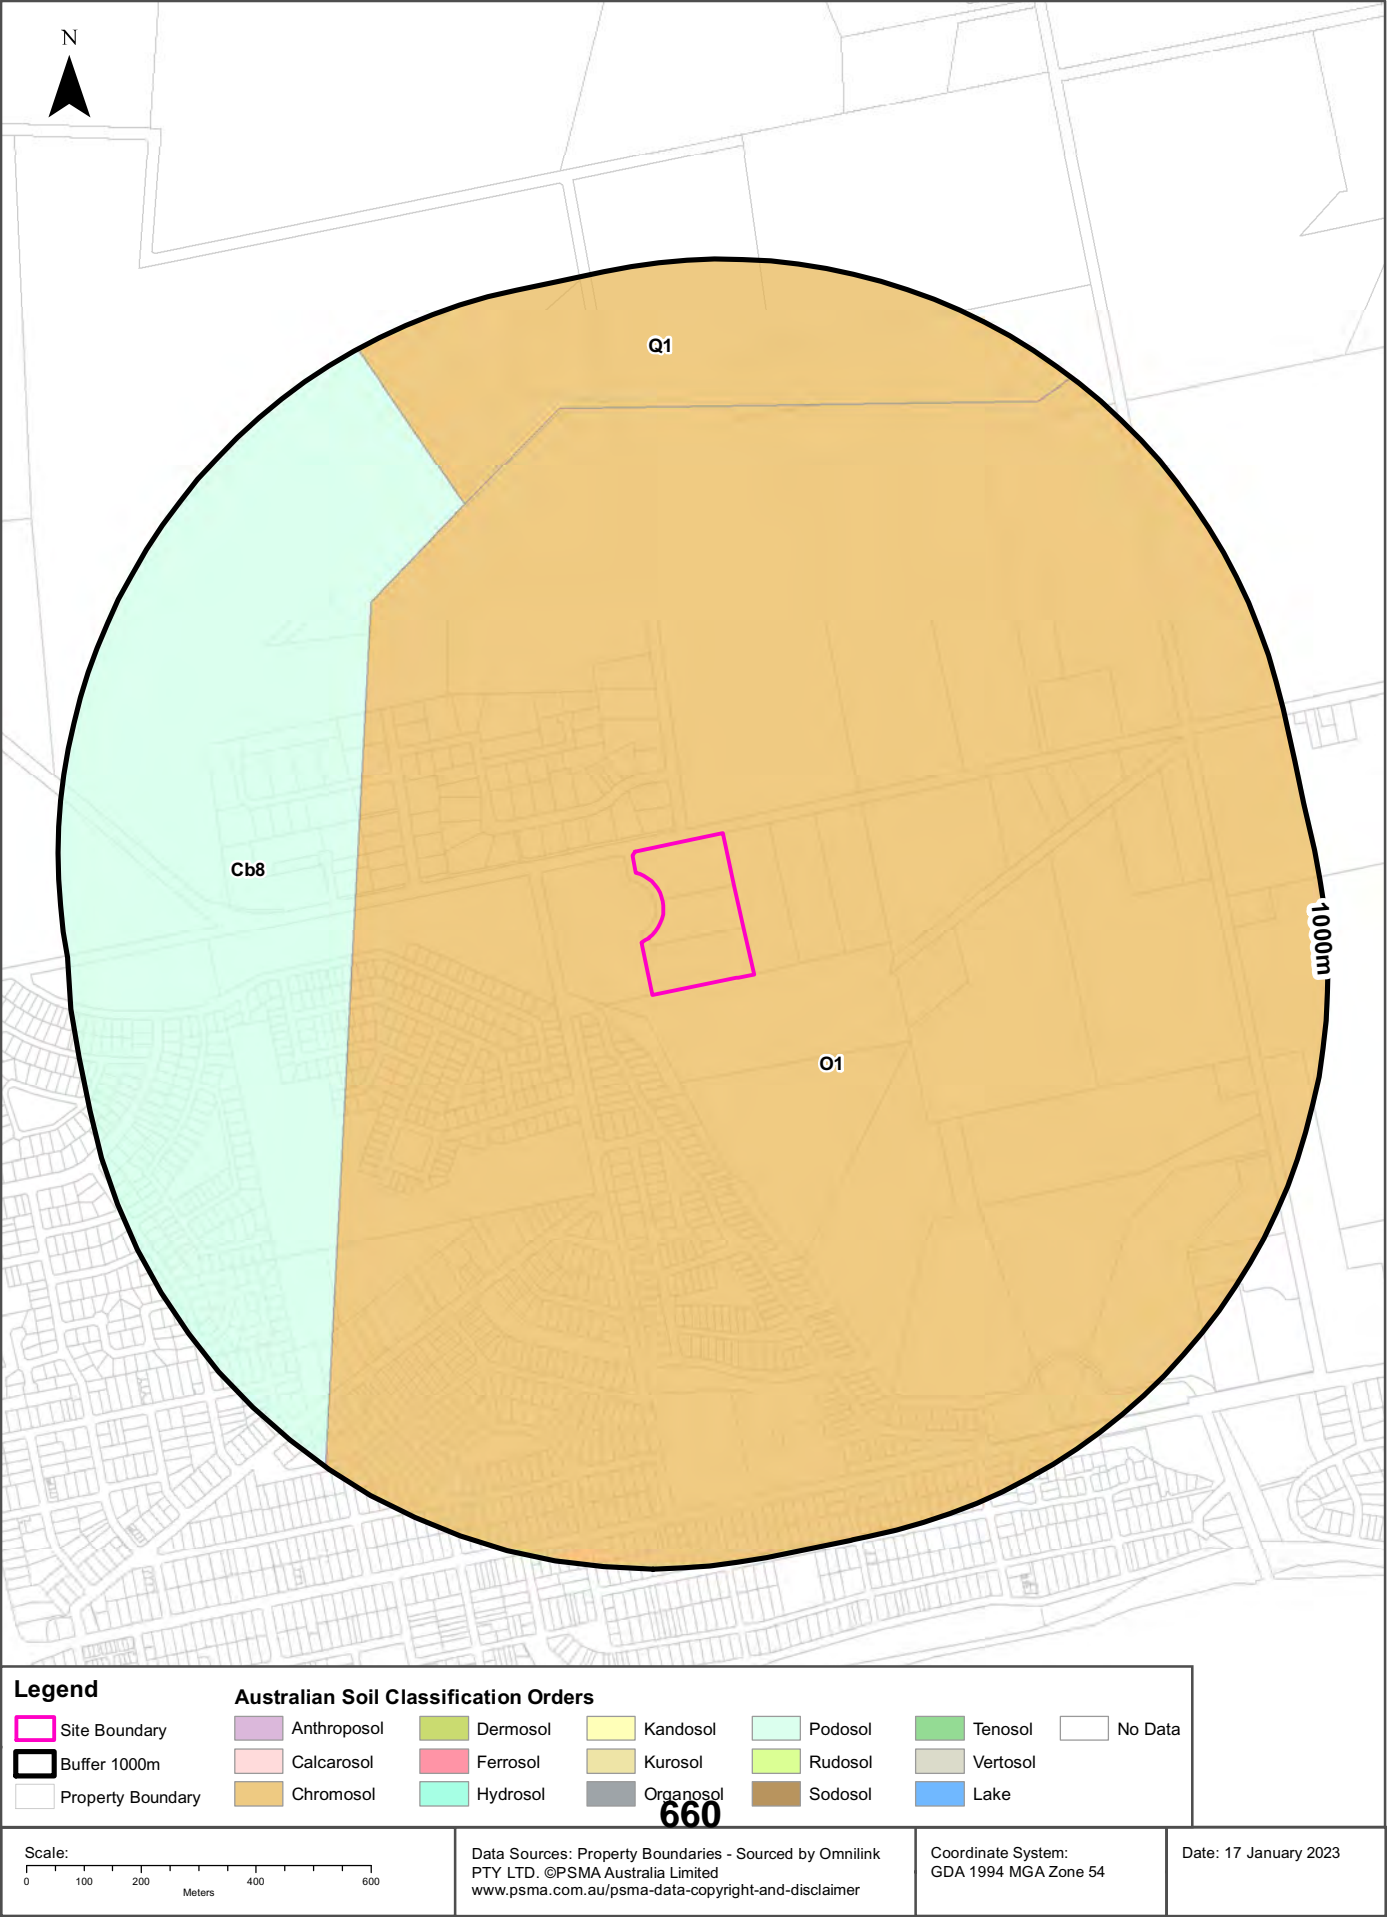 N
Q1
Cb8
1000m
O1
Legend
Site Boundary
Buffer 1000m
Property Boundary
Australian Soil Classification Orders
Anthroposol
Dermosol
Kandosol
Podosol
Tenosol
No Data
Calcarosol
Ferrosol
Kurosol
Rudosol
Vertosol
Chromosol
Hydrosol
Organosol
Sodosol
Lake
660
Scale:
0 100 200 400 600
Meters
Data Sources: Property Boundaries - Sourced by Omnilink
PTY LTD. ©PSMA Australia Limited
www.psma.com.au/psma-data-copyright-and-disclaimer
Coordinate System:
GDA 1994 MGA Zone 54
Date: 17 January 2023